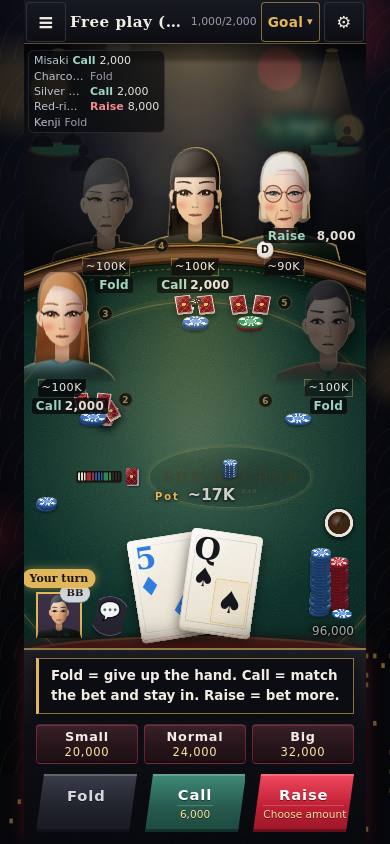 Free play (... 1,000/2,000 Goal ▾
Misaki Call 2,000
Charco... Fold
Silver ... Call 2,000
Red-ri... Raise 8,000
Kenji Fold
Raise 8,000
4
D
~100K ~100K ~90K
Fold Call 2,000
3 5
~100K ~100K
Call 2,000 2 6 Fold
Pot ~17K
5 Q
Your turn
BB
96,000
Fold = give up the hand. Call = match
the bet and stay in. Raise = bet more.
Small Normal Big
20,000 24,000 32,000
Fold Call Raise
6,000 Choose amount